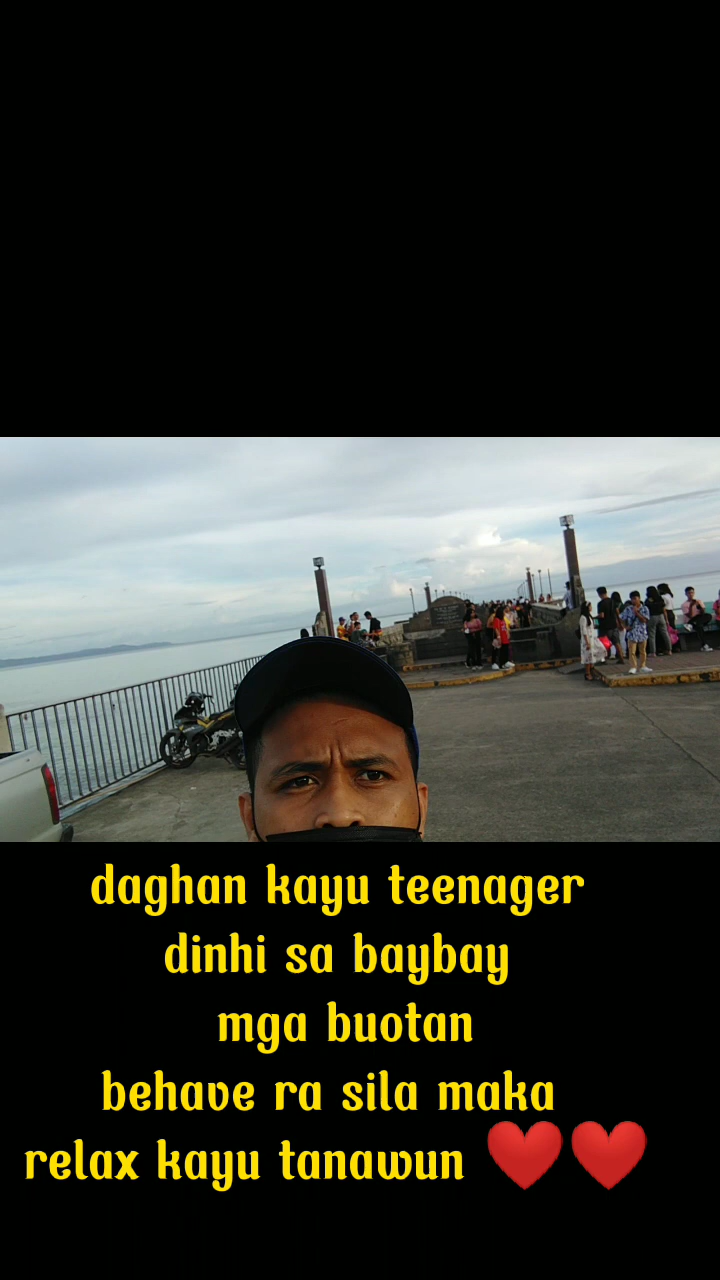 daghan kayu teenager
dinhi sa baybay
mga buotan
behave ra sila maka
relax kayu tanawun ❤️❤️